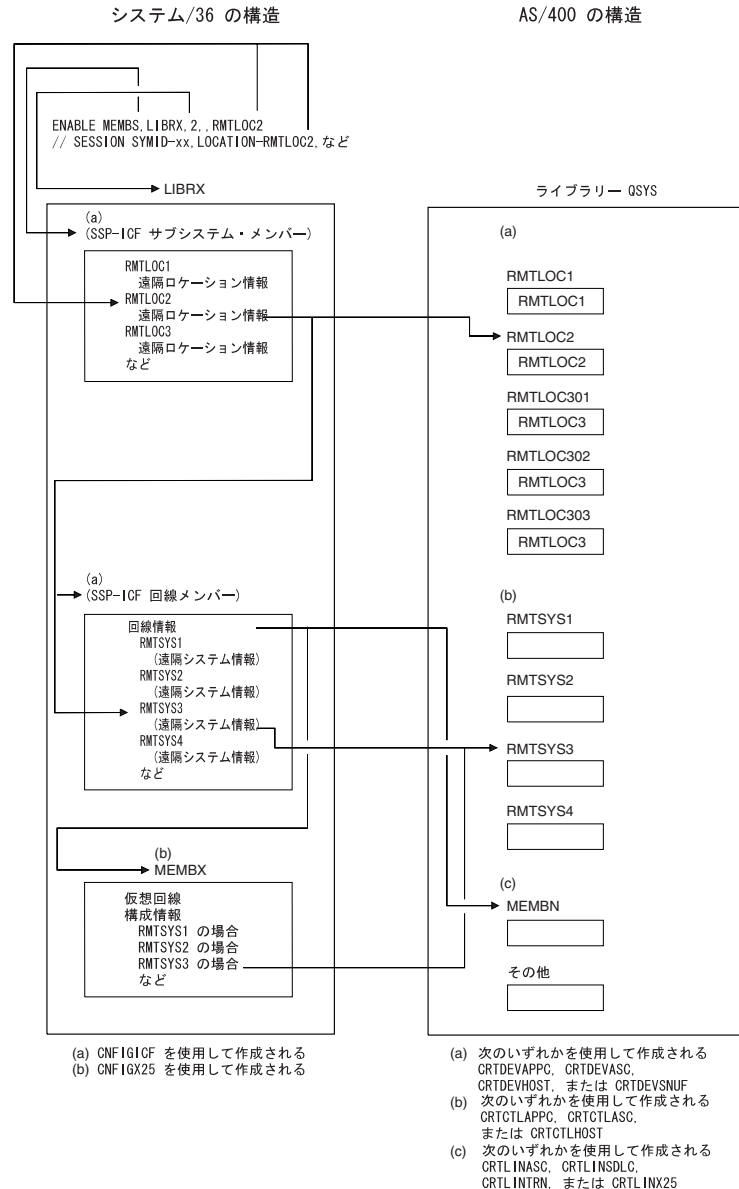 システム/36 の構造
ENABLE MEMBS,LIBRX,2,,RMTLOC2
// SESSION SYMID-xx,LOCATION-RMTLOC2,など
LIBRX
(a)
(SSP-ICF サブシステム・メンバー)
RMTLOC1
遠隔ロケーション情報
RMTLOC2
遠隔ロケーション情報
RMTLOC3
遠隔ロケーション情報
など
(a)
(SSP-ICF 回線メンバー)
回線情報
RMTSYS1
(遠隔システム情報)
RMTSYS2
(遠隔システム情報)
RMTSYS3
(遠隔システム情報)
RMTSYS4
(遠隔システム情報)
など
(b)
MEMBX
仮想回線
構成情報
RMTSYS1 の場合
RMTSYS2 の場合
RMTSYS3 の場合
など
(a) CNFIGICF を使用して作成される
(b) CNFIGX25 を使用して作成される
AS/400 の構造
ライブラリー QSYS
(a)
RMTLOC1
RMTLOC1
RMTLOC2
RMTLOC2
RMTLOC301
RMTLOC3
RMTLOC302
RMTLOC3
RMTLOC303
RMTLOC3
(b)
RMTSYS1
RMTSYS2
RMTSYS3
RMTSYS4
(c)
MEMBN
その他
(a) 次のいずれかを使用して作成される
CRTDEVAPPC, CRTDEVASC,
CRTDEVHOST, または CRTDEVSNUF
(b) 次のいずれかを使用して作成される
CRTCTLAPPC, CRTCTLASC,
または CRTCTLHOST
(c) 次のいずれかを使用して作成される
CRTLINASC, CRTLINSDLC,
CRTLINTRN, または CRTLINX25